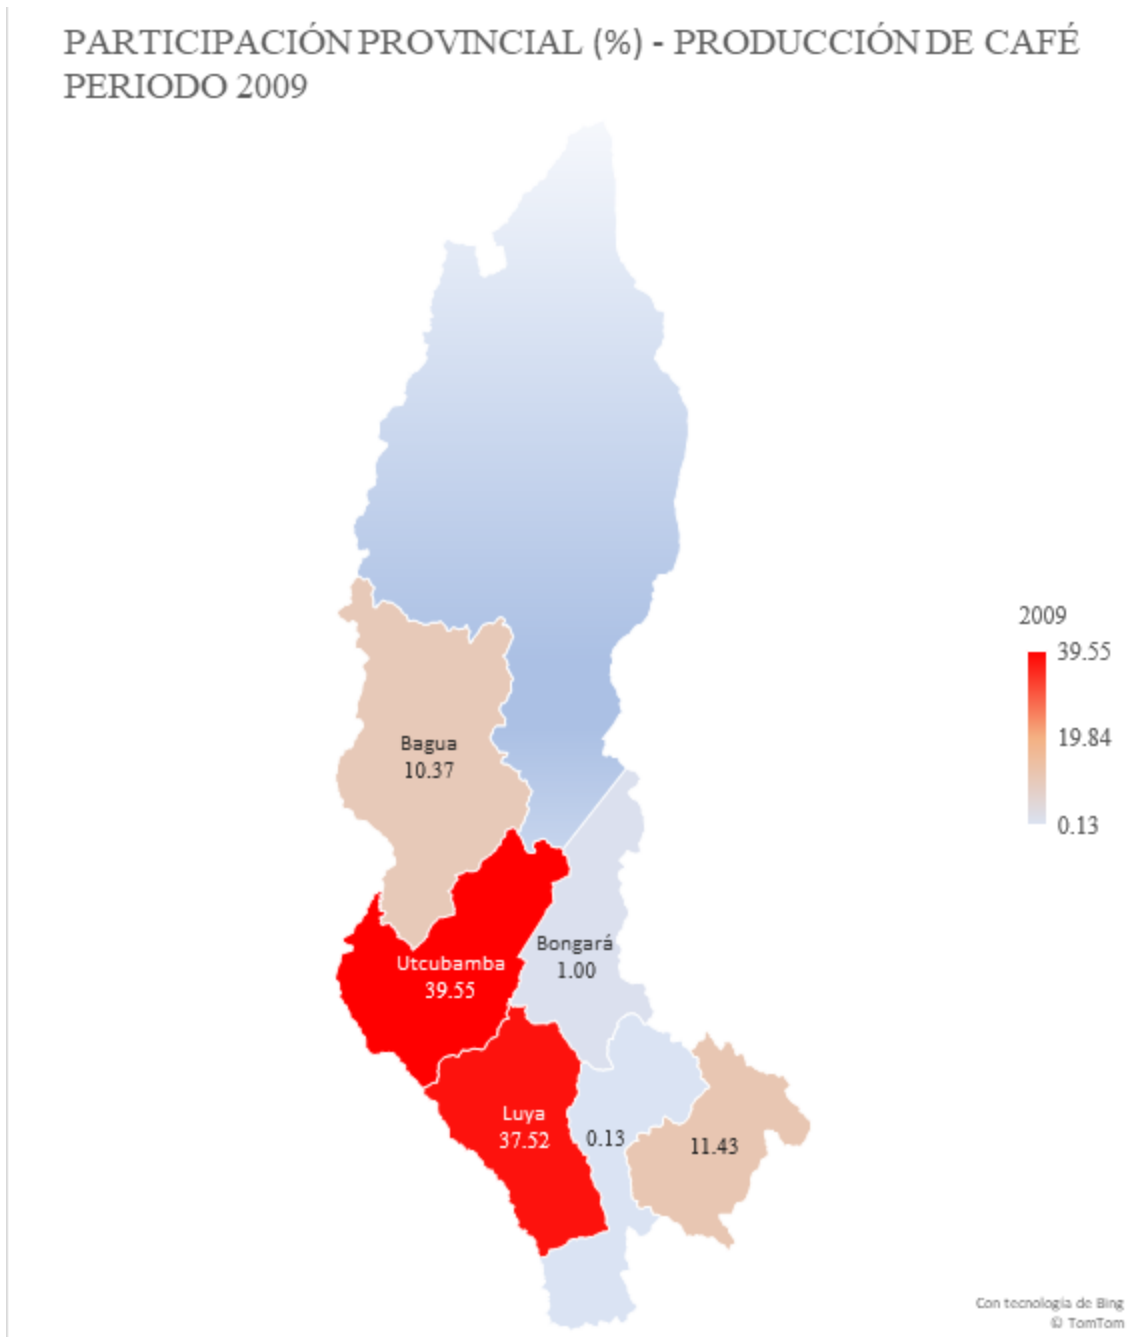 PARTICIPACIÓN PROVINCIAL (%) - PRODUCCIÓN DE CAFÉ
PERIODO 2009
2009
39.55
19.84
0.13
Bagua
10.37
Utcubamba
39.55
Bongará
1.00
Luya
37.52
0.13
11.43
Con tecnología de Bing
© TomTom